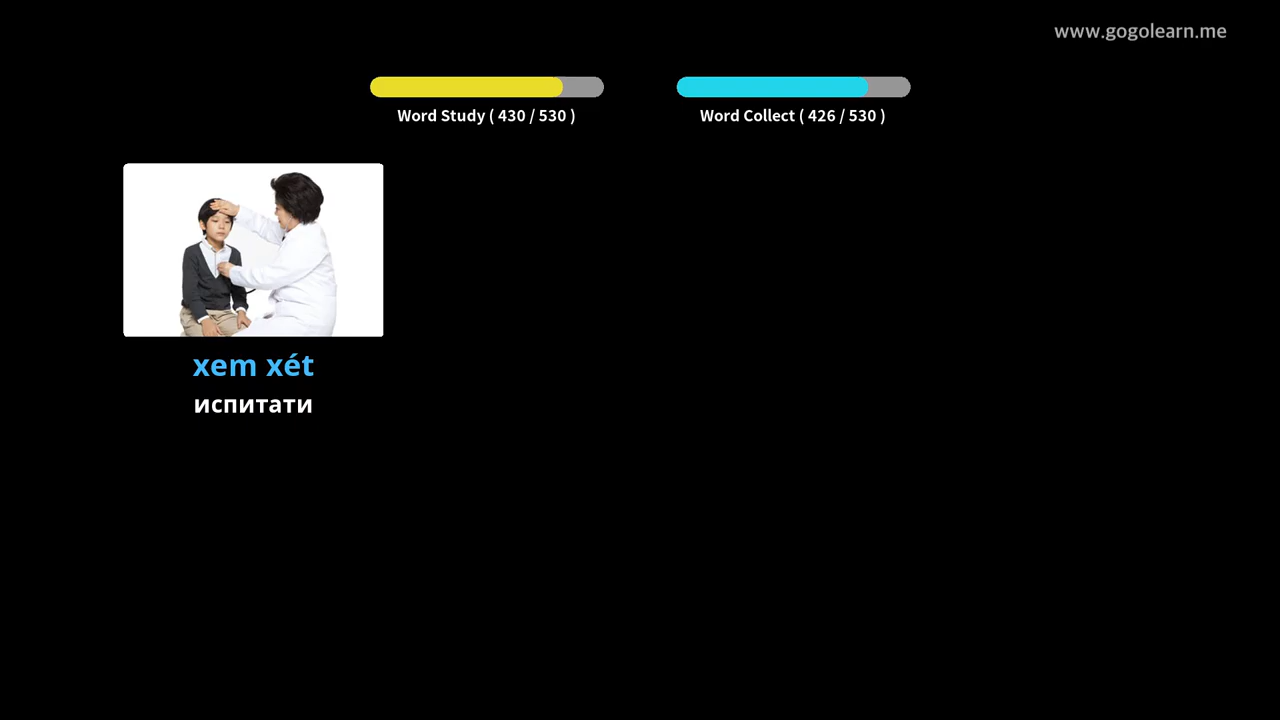 www.gogolearn.me
Word Study ( 430 / 530 )
Word Collect ( 426 / 530 )
xem xét
испитати